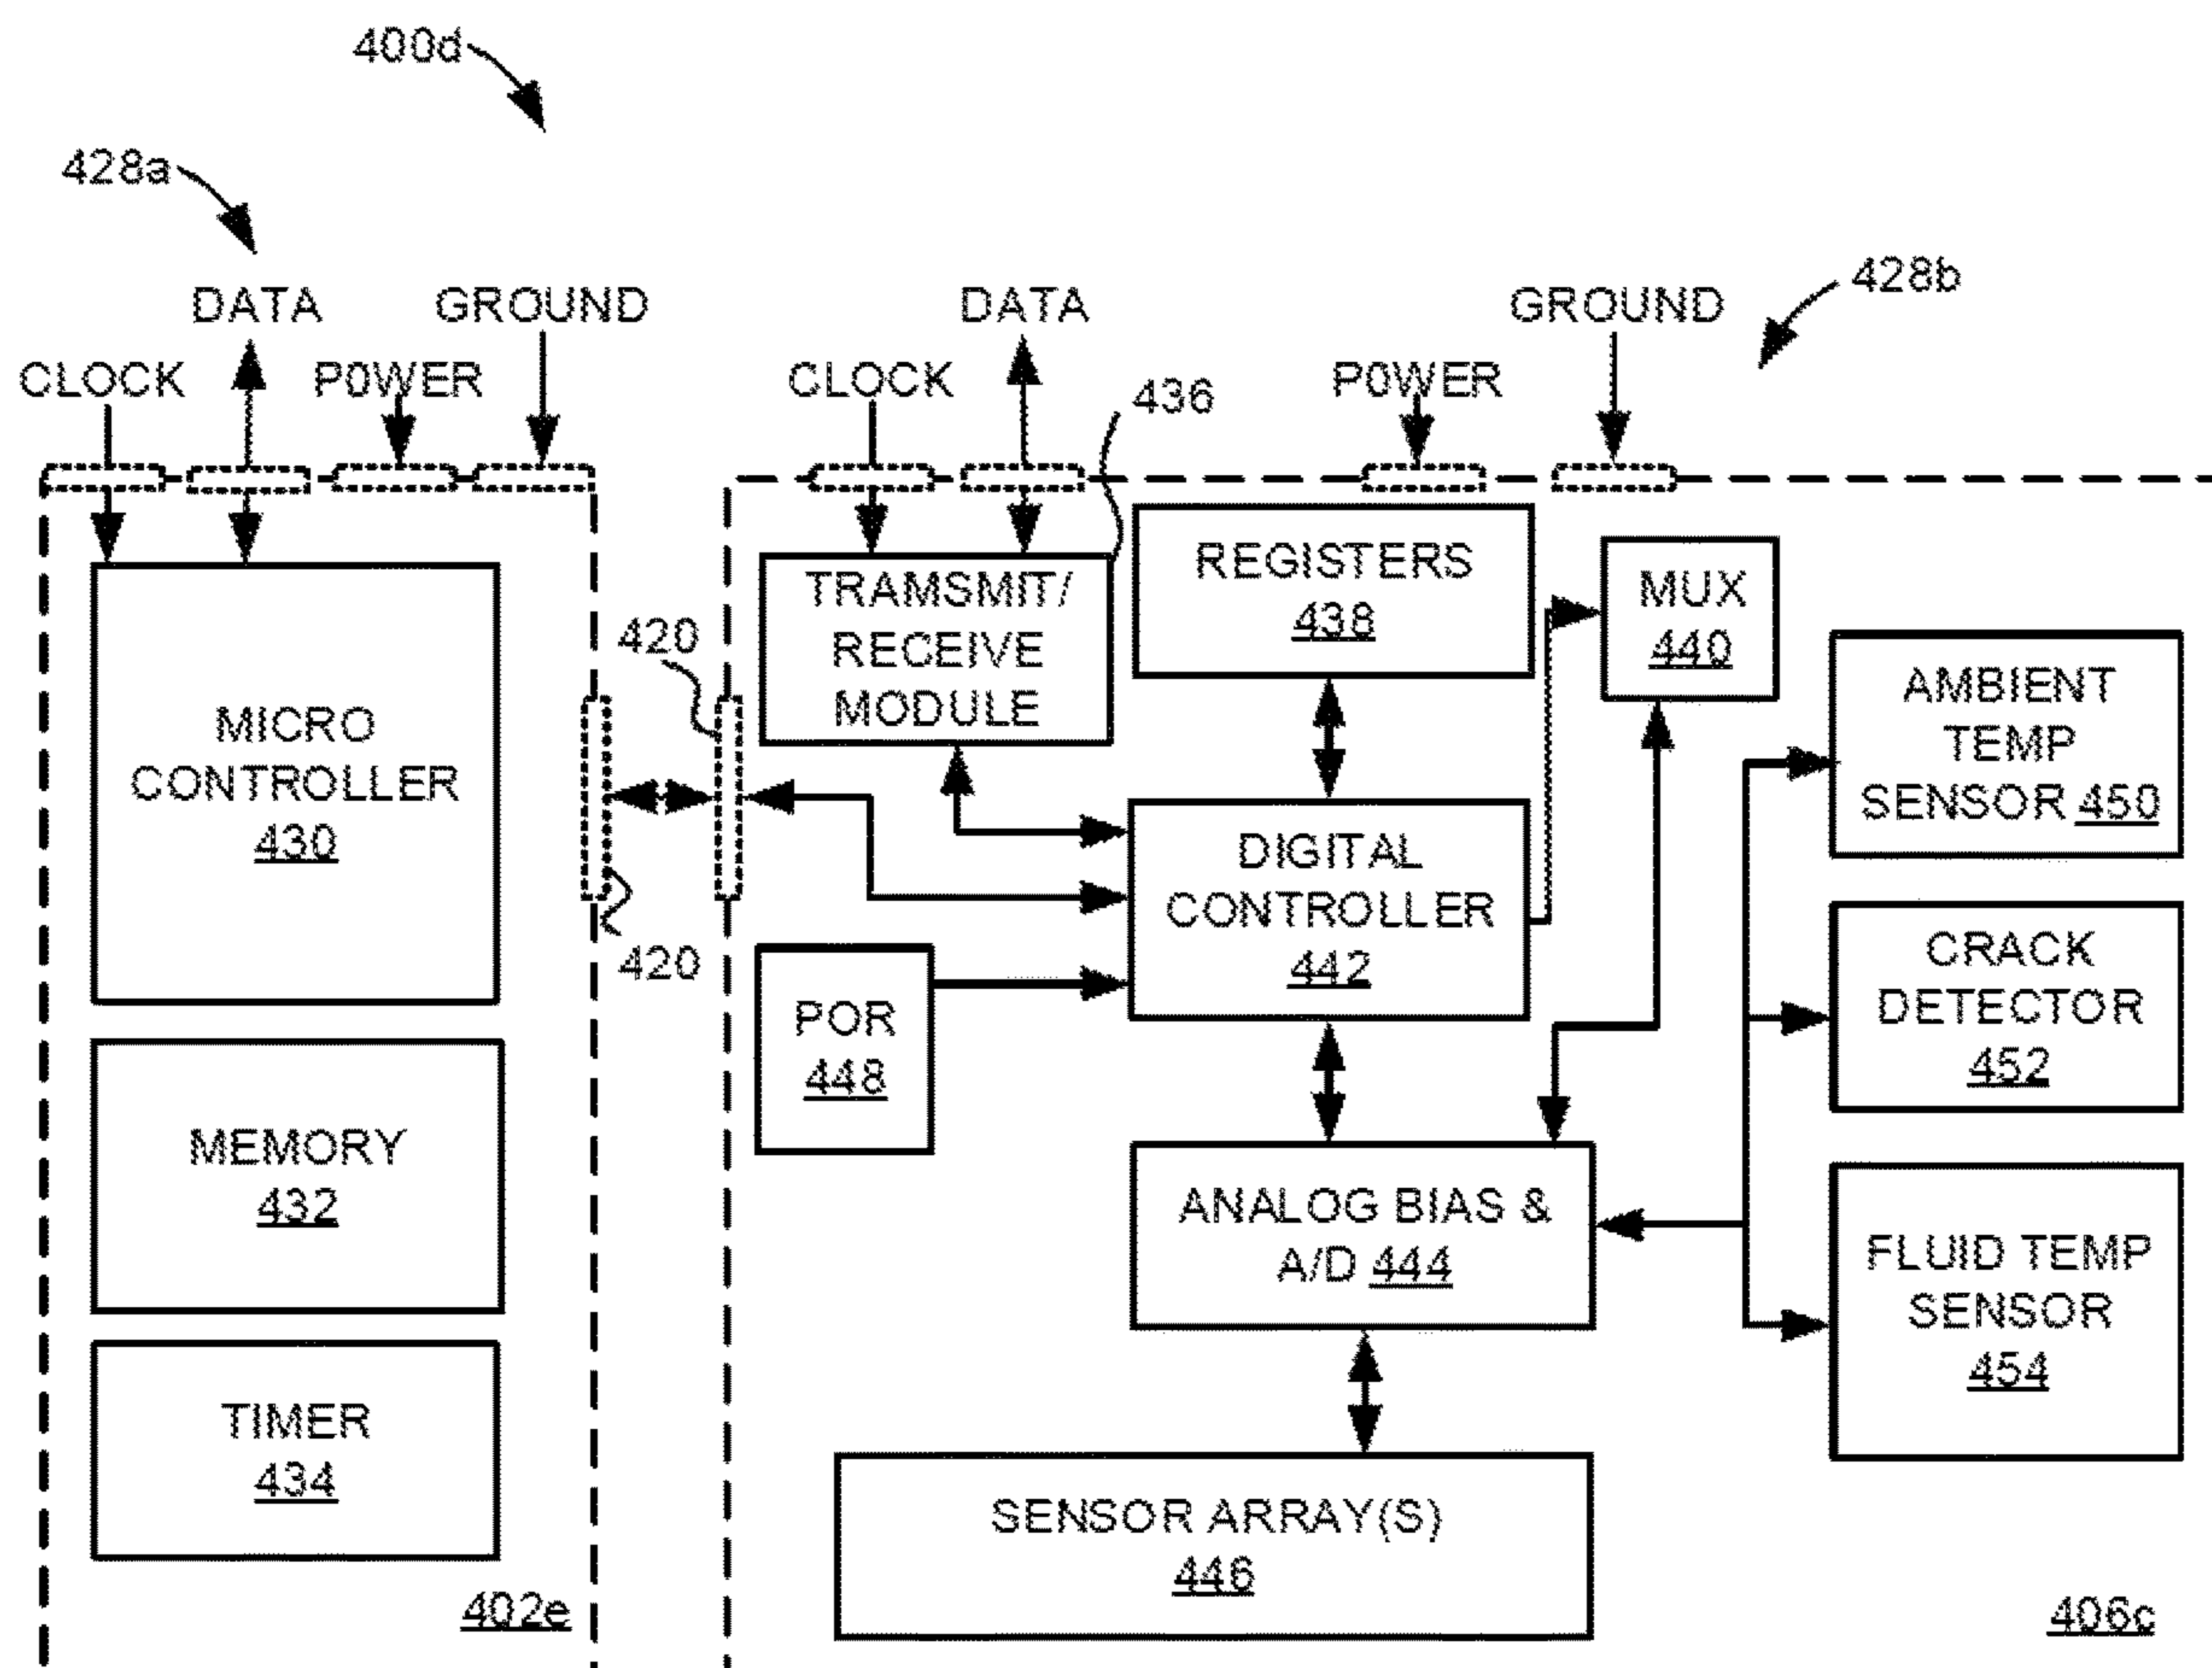 400d
428a
DATA
GROUND
CLOCK
P0WER
DATA
GROUND
428b
CLOCK
P0WER
436
MICRO
CONTROLLER
430
MEMORY
432
TIMER
434
402e
420
420
TRAMSMIT/
RECEIVE
MODULE
REGISTERS
438
MUX
440
DIGITAL
CONTROLLER
442
POR
448
ANALOG BIAS &
A/D 444
SENSOR ARRAY(S)
446
AMBIENT
TEMP
SENSOR 450
CRACK
DETECTOR
452
FLUID TEMP
SENSOR
454
406c